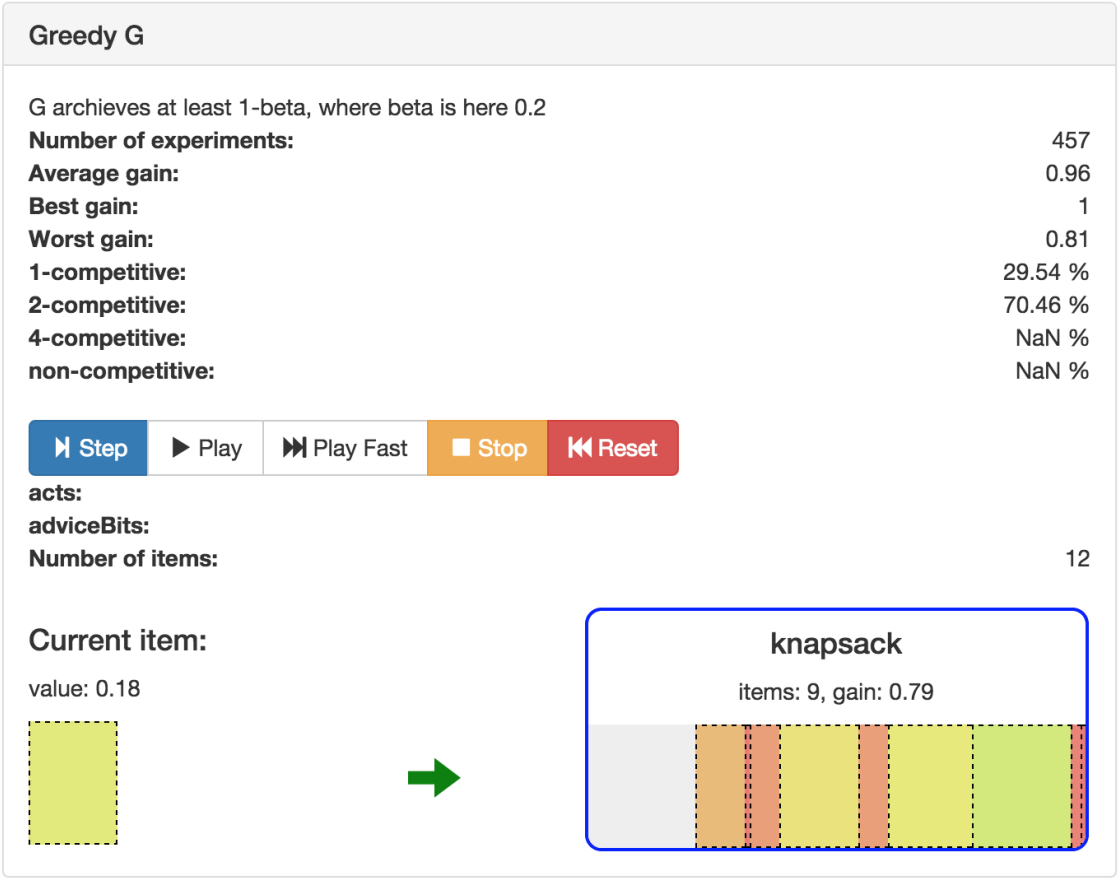 Greedy G
G archieves at least 1-beta, where beta is here 0.2
Number of experiments: 457
Average gain: 0.96
Best gain: 1
Worst gain: 0.81
1-competitive: 29.54 %
2-competitive: 70.46 %
4-competitive: NaN %
non-competitive: NaN %
Step Play Play Fast Stop Reset
acts:
adviceBits:
Number of items: 12
Current item:
value: 0.18
knapsack
items: 9, gain: 0.79